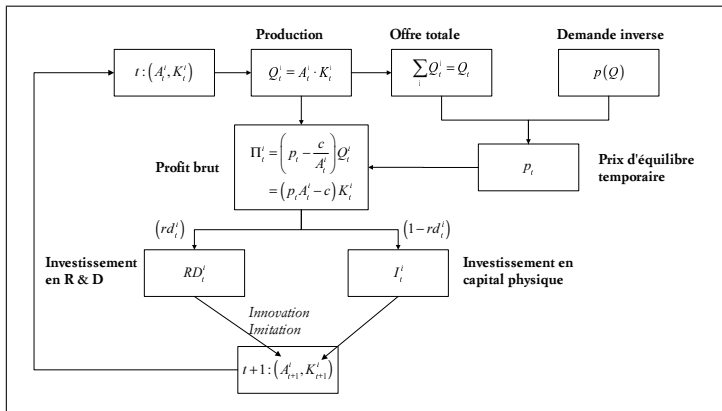 Production
Offre totale
Demande inverse
t : (A_t^i, K_t^i)
Q_t^i = A_t^i · K_t^i
∑_i Q_t^i = Q_t
p(Q)
Profit brut
Π_t^i = (p_t − c/A_t^i) Q_t^i
= (p_t A_t^i − c) K_t^i
p_t
Prix d'équilibre
temporaire
(rd_t^i)
(1 − rd_t^i)
Investissement
en R & D
RD_t^i
I_t^i
Investissement en
capital physique
Innovation
Imitation
t+1 : (A_{t+1}^i, K_{t+1}^i)